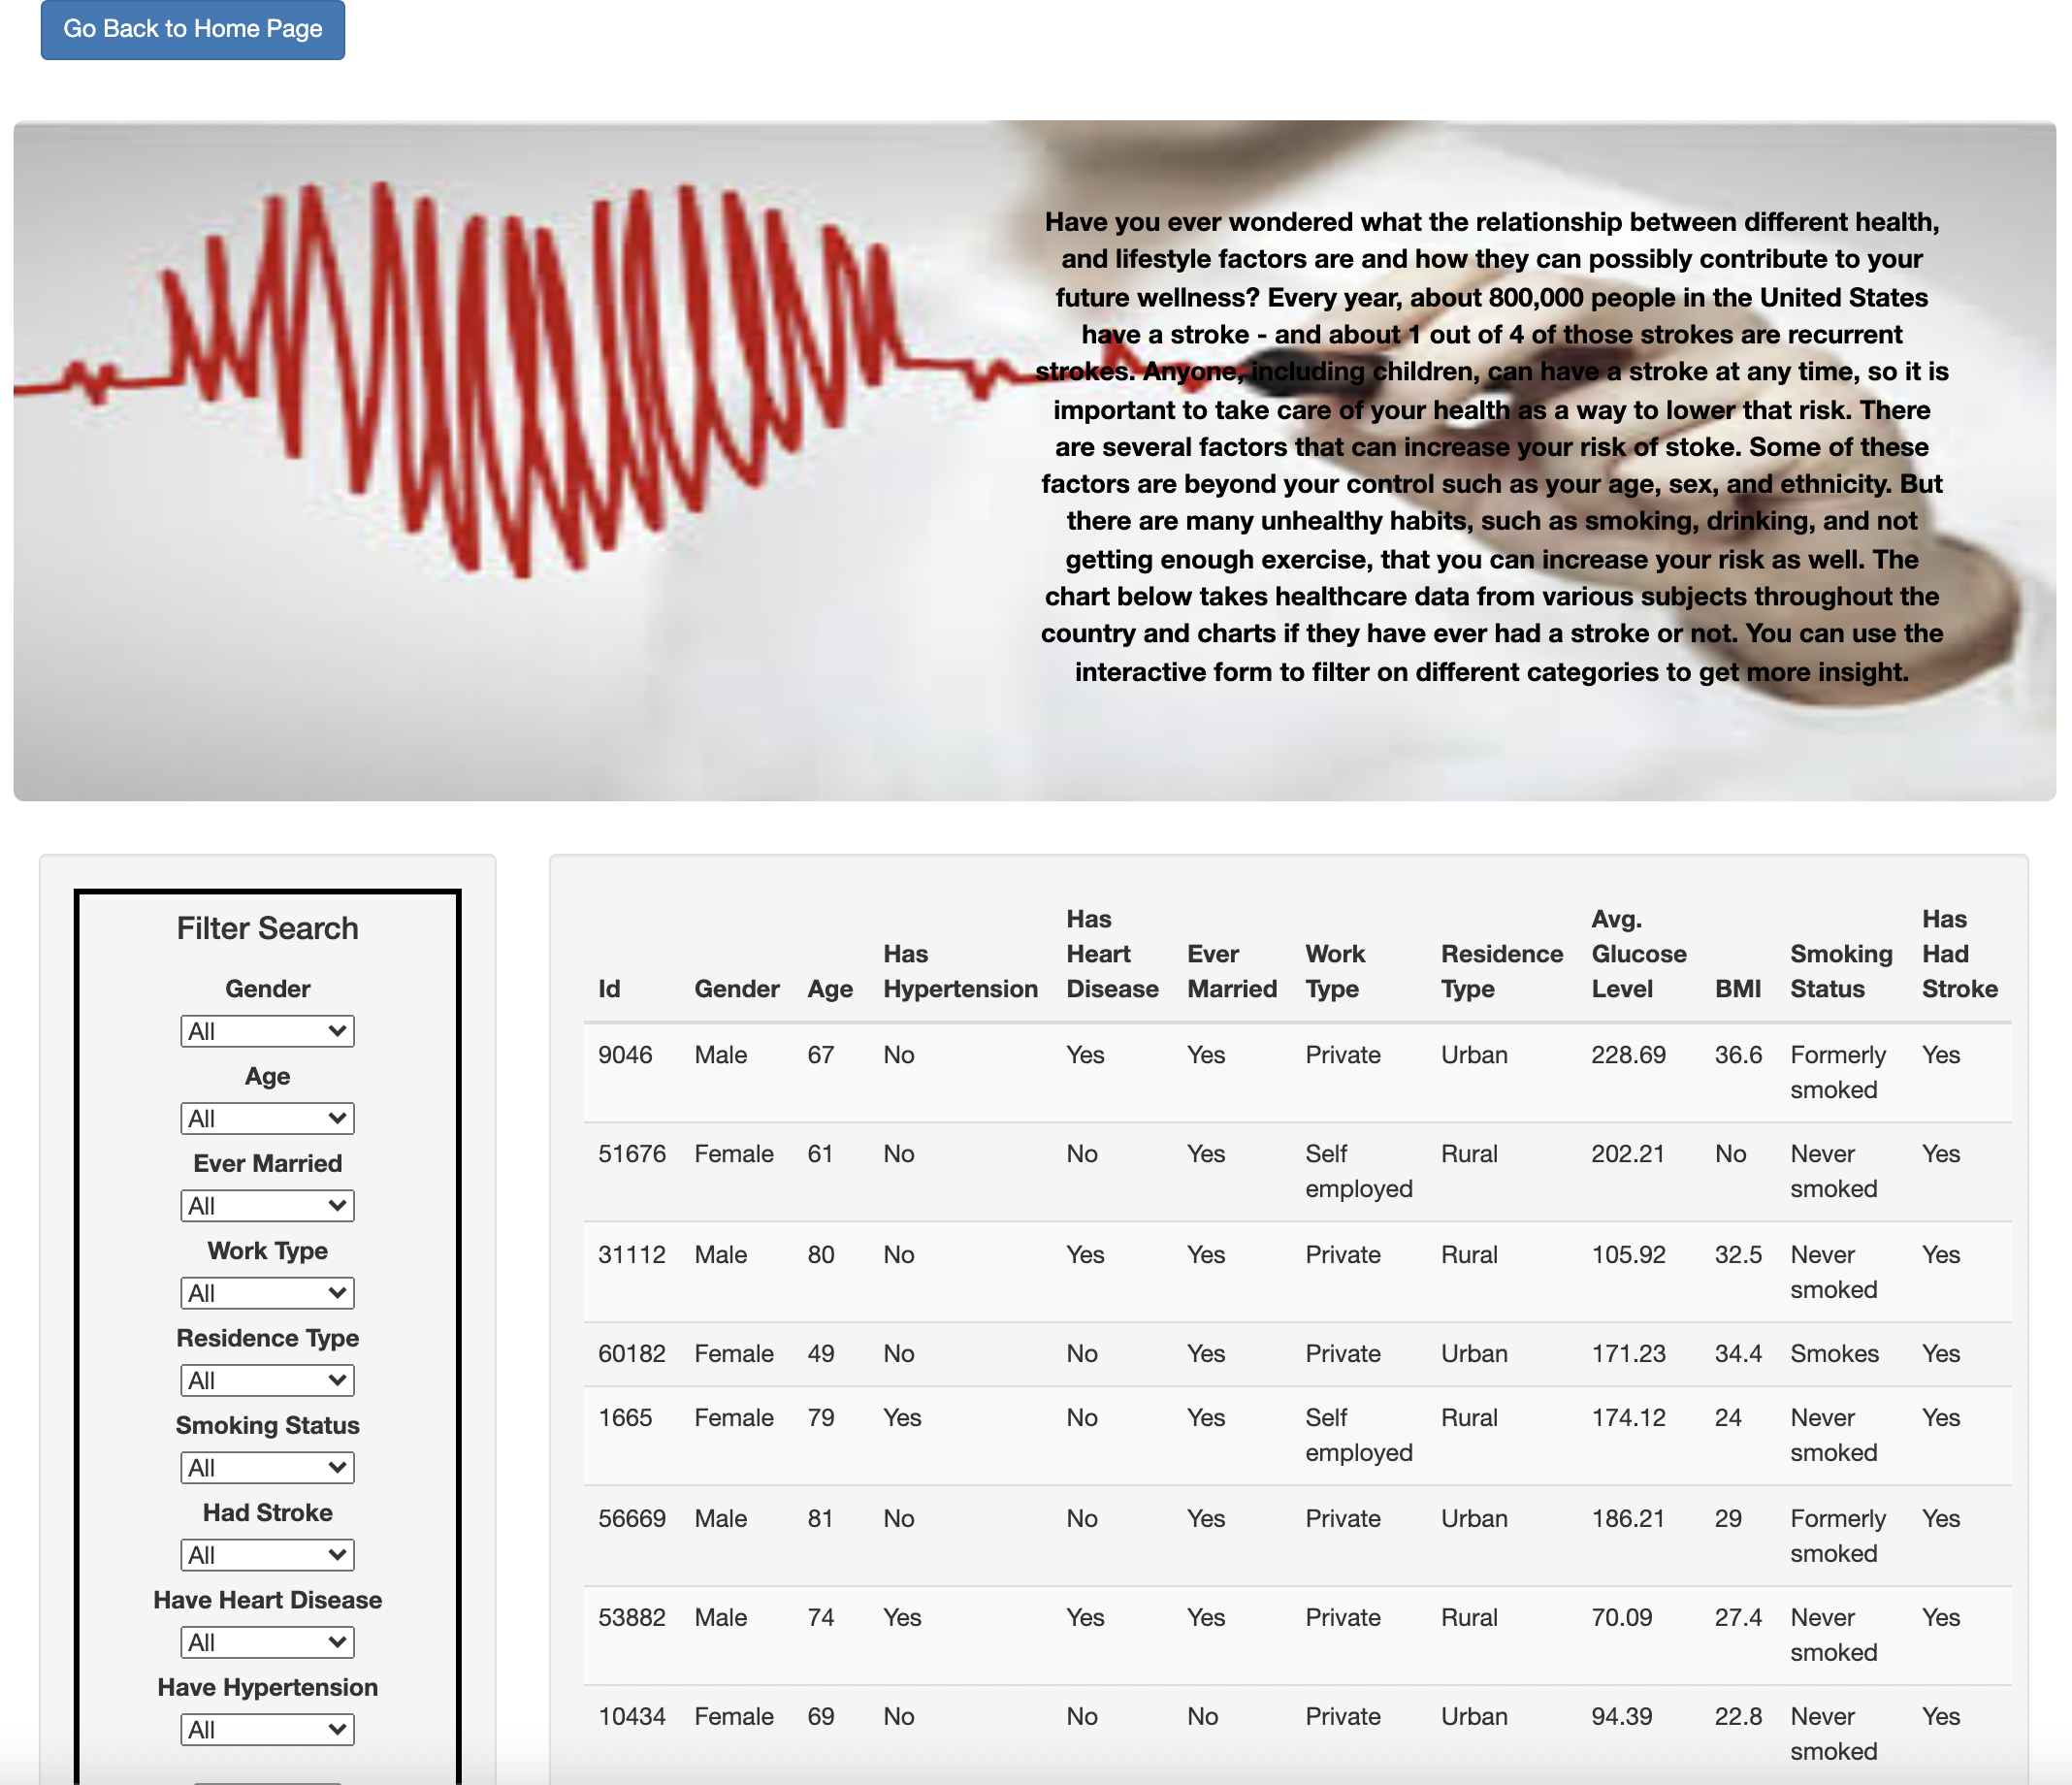 Go Back to Home Page
Have you ever wondered what the relationship between different health,
and lifestyle factors are and how they can possibly contribute to your
future wellness? Every year, about 800,000 people in the United States
have a stroke - and about 1 out of 4 of those strokes are recurrent
strokes. Anyone, including children, can have a stroke at any time, so it is
important to take care of your health as a way to lower that risk. There
are several factors that can increase your risk of stoke. Some of these
factors are beyond your control such as your age, sex, and ethnicity. But
there are many unhealthy habits, such as smoking, drinking, and not
getting enough exercise, that you can increase your risk as well. The
chart below takes healthcare data from various subjects throughout the
country and charts if they have ever had a stroke or not. You can use the
interactive form to filter on different categories to get more insight.
Filter Search
Gender
All
Age
All
Ever Married
All
Work Type
All
Residence Type
All
Smoking Status
All
Had Stroke
All
Have Heart Disease
All
Have Hypertension
All
Id Gender Age Has Hypertension Has Heart Disease Ever Married Work Type Residence Type Avg. Glucose Level BMI Smoking Status Has Had Stroke
9046 Male 67 No Yes Yes Private Urban 228.69 36.6 Formerly smoked Yes
51676 Female 61 No No Yes Self employed Rural 202.21 No Never smoked Yes
31112 Male 80 No Yes Yes Private Rural 105.92 32.5 Never smoked Yes
60182 Female 49 No No Yes Private Urban 171.23 34.4 Smokes Yes
1665 Female 79 Yes No Yes Self employed Rural 174.12 24 Never smoked Yes
56669 Male 81 No No Yes Private Urban 186.21 29 Formerly smoked Yes
53882 Male 74 Yes Yes Yes Private Rural 70.09 27.4 Never smoked Yes
10434 Female 69 No No No Private Urban 94.39 22.8 Never smoked Yes